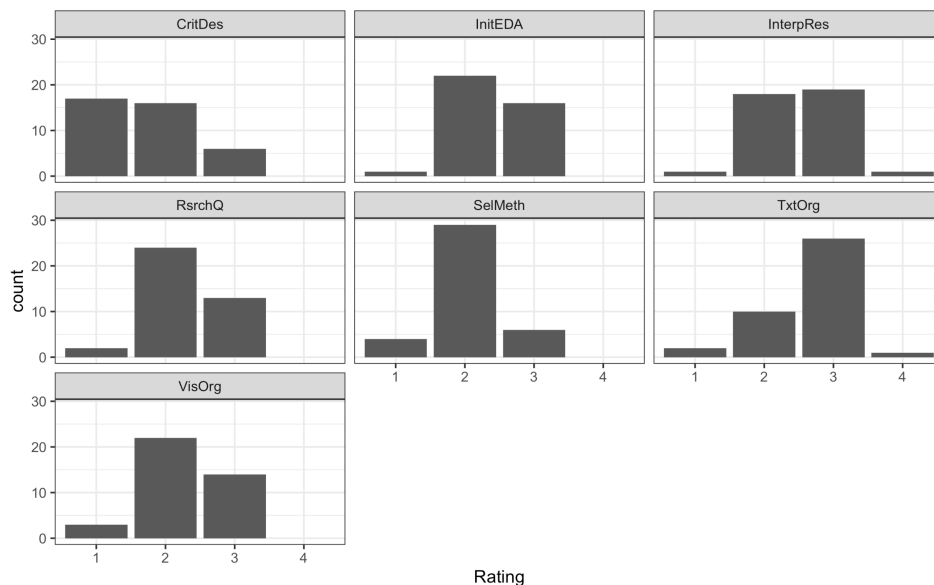 CritDes InitEDA InterpRes
30
20
10
0
RsrchQ SelMeth TxtOrg
30
20
10
0
1 2 3 4 1 2 3 4
VisOrg
30
20
10
0
1 2 3 4
count
Rating